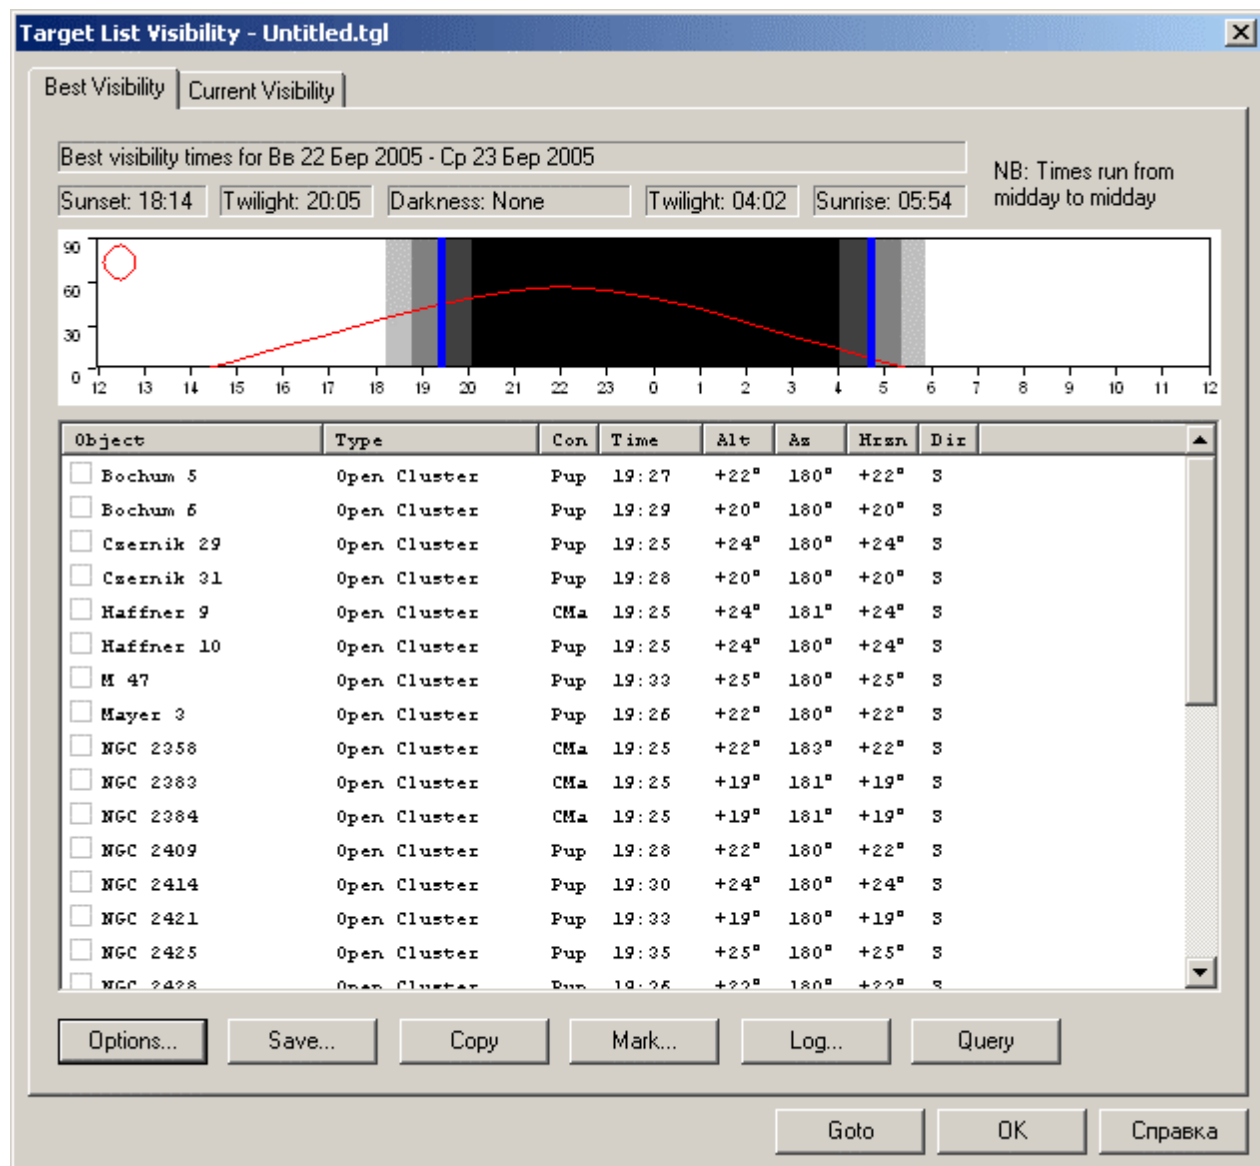 Target List Visibility - Untitled.tgl
Best Visibility Current Visibility
Best visibility times for Вв 22 Бер 2005 - Ср 23 Бер 2005
NB: Times run from
midday to midday
Sunset: 18:14 Twilight: 20:05 Darkness: None Twilight: 04:02 Sunrise: 05:54
90
60
30
0
12 13 14 15 16 17 18 19 20 21 22 23 0 1 2 3 4 5 6 7 8 9 10 11 12
Object Type Con Time Alt Az Hrzn Dir
Bochum 5 Open Cluster Pup 19:27 +22° 180° +22° S
Bochum 6 Open Cluster Pup 19:29 +20° 180° +20° S
Czernik 29 Open Cluster Pup 19:25 +24° 180° +24° S
Czernik 31 Open Cluster Pup 19:28 +20° 180° +20° S
Haffner 9 Open Cluster CMa 19:25 +24° 181° +24° S
Haffner 10 Open Cluster Pup 19:25 +24° 180° +24° S
M 47 Open Cluster Pup 19:33 +25° 180° +25° S
Mayer 3 Open Cluster Pup 19:26 +22° 180° +22° S
NGC 2358 Open Cluster CMa 19:25 +22° 183° +22° S
NGC 2383 Open Cluster CMa 19:25 +19° 181° +19° S
NGC 2384 Open Cluster CMa 19:25 +19° 181° +19° S
NGC 2409 Open Cluster Pup 19:28 +22° 180° +22° S
NGC 2414 Open Cluster Pup 19:30 +24° 180° +24° S
NGC 2421 Open Cluster Pup 19:33 +19° 180° +19° S
NGC 2425 Open Cluster Pup 19:35 +25° 180° +25° S
NGC 2428 Open Cluster Pup 19:36 +22° 180° +22° S
Options... Save... Copy Mark... Log... Query
Goto OK Справка